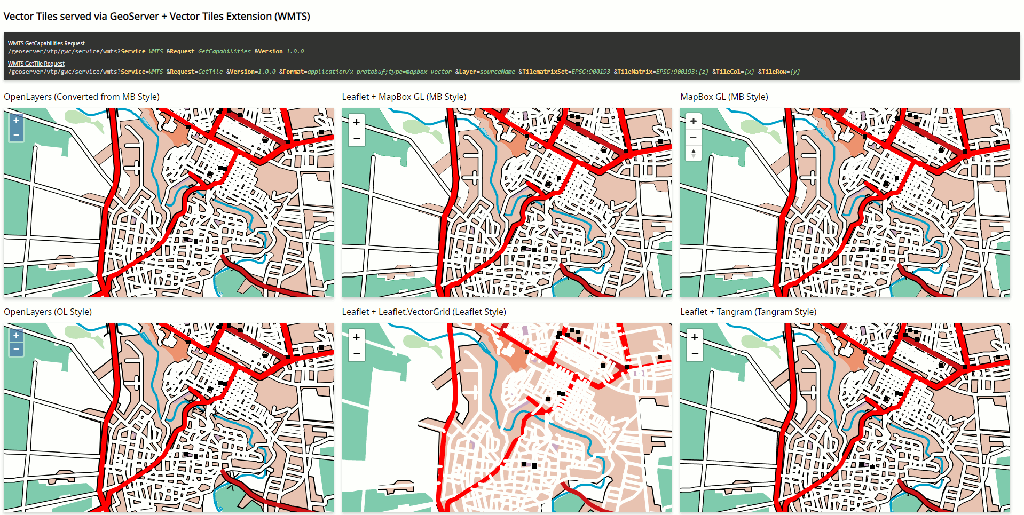 Vector Tiles served via GeoServer + Vector Tiles Extension (WMTS)
WMTS GetCapabilities Request
/geoserver/vtp/gwc/service/wmts?Service=WMTS &Request=GetCapabilities &Version=1.0.0
WMTS GetTile Request
/geoserver/vtp/gwc/service/wmts?Service=WMTS &Request=GetTile &Version=1.0.0 &Format=application/x-protobuf;type=mapbox-vector &Layer=sourceName &TilematrixSet=EPSG:900913 &TileMatrix=EPSG:900193:{z} &TileCol={x} &TileRow={y}
OpenLayers (Converted from MB Style)
Leaflet + MapBox GL (MB Style)
MapBox GL (MB Style)
+
+
+
−
−
−
OpenLayers (OL Style)
Leaflet + Leaflet.VectorGrid (Leaflet Style)
Leaflet + Tangram (Tangram Style)
+
+
+
−
−
−